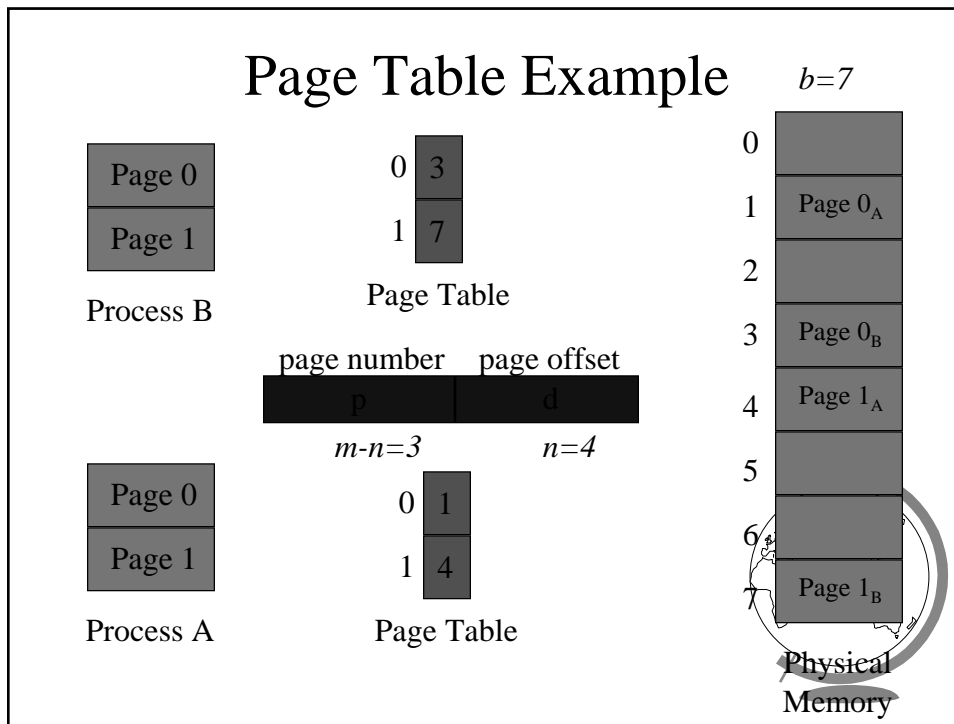 Page Table Example
b=7
Page 0
Page 1
Process B
0 3
1 7
Page Table
page number page offset
p d
m-n=3 n=4
Page 0
Page 1
Process A
0 1
1 4
Page Table
0
1 Page 0A
2
3 Page 0B
4 Page 1A
5
6
7 Page 1B
Physical
Memory